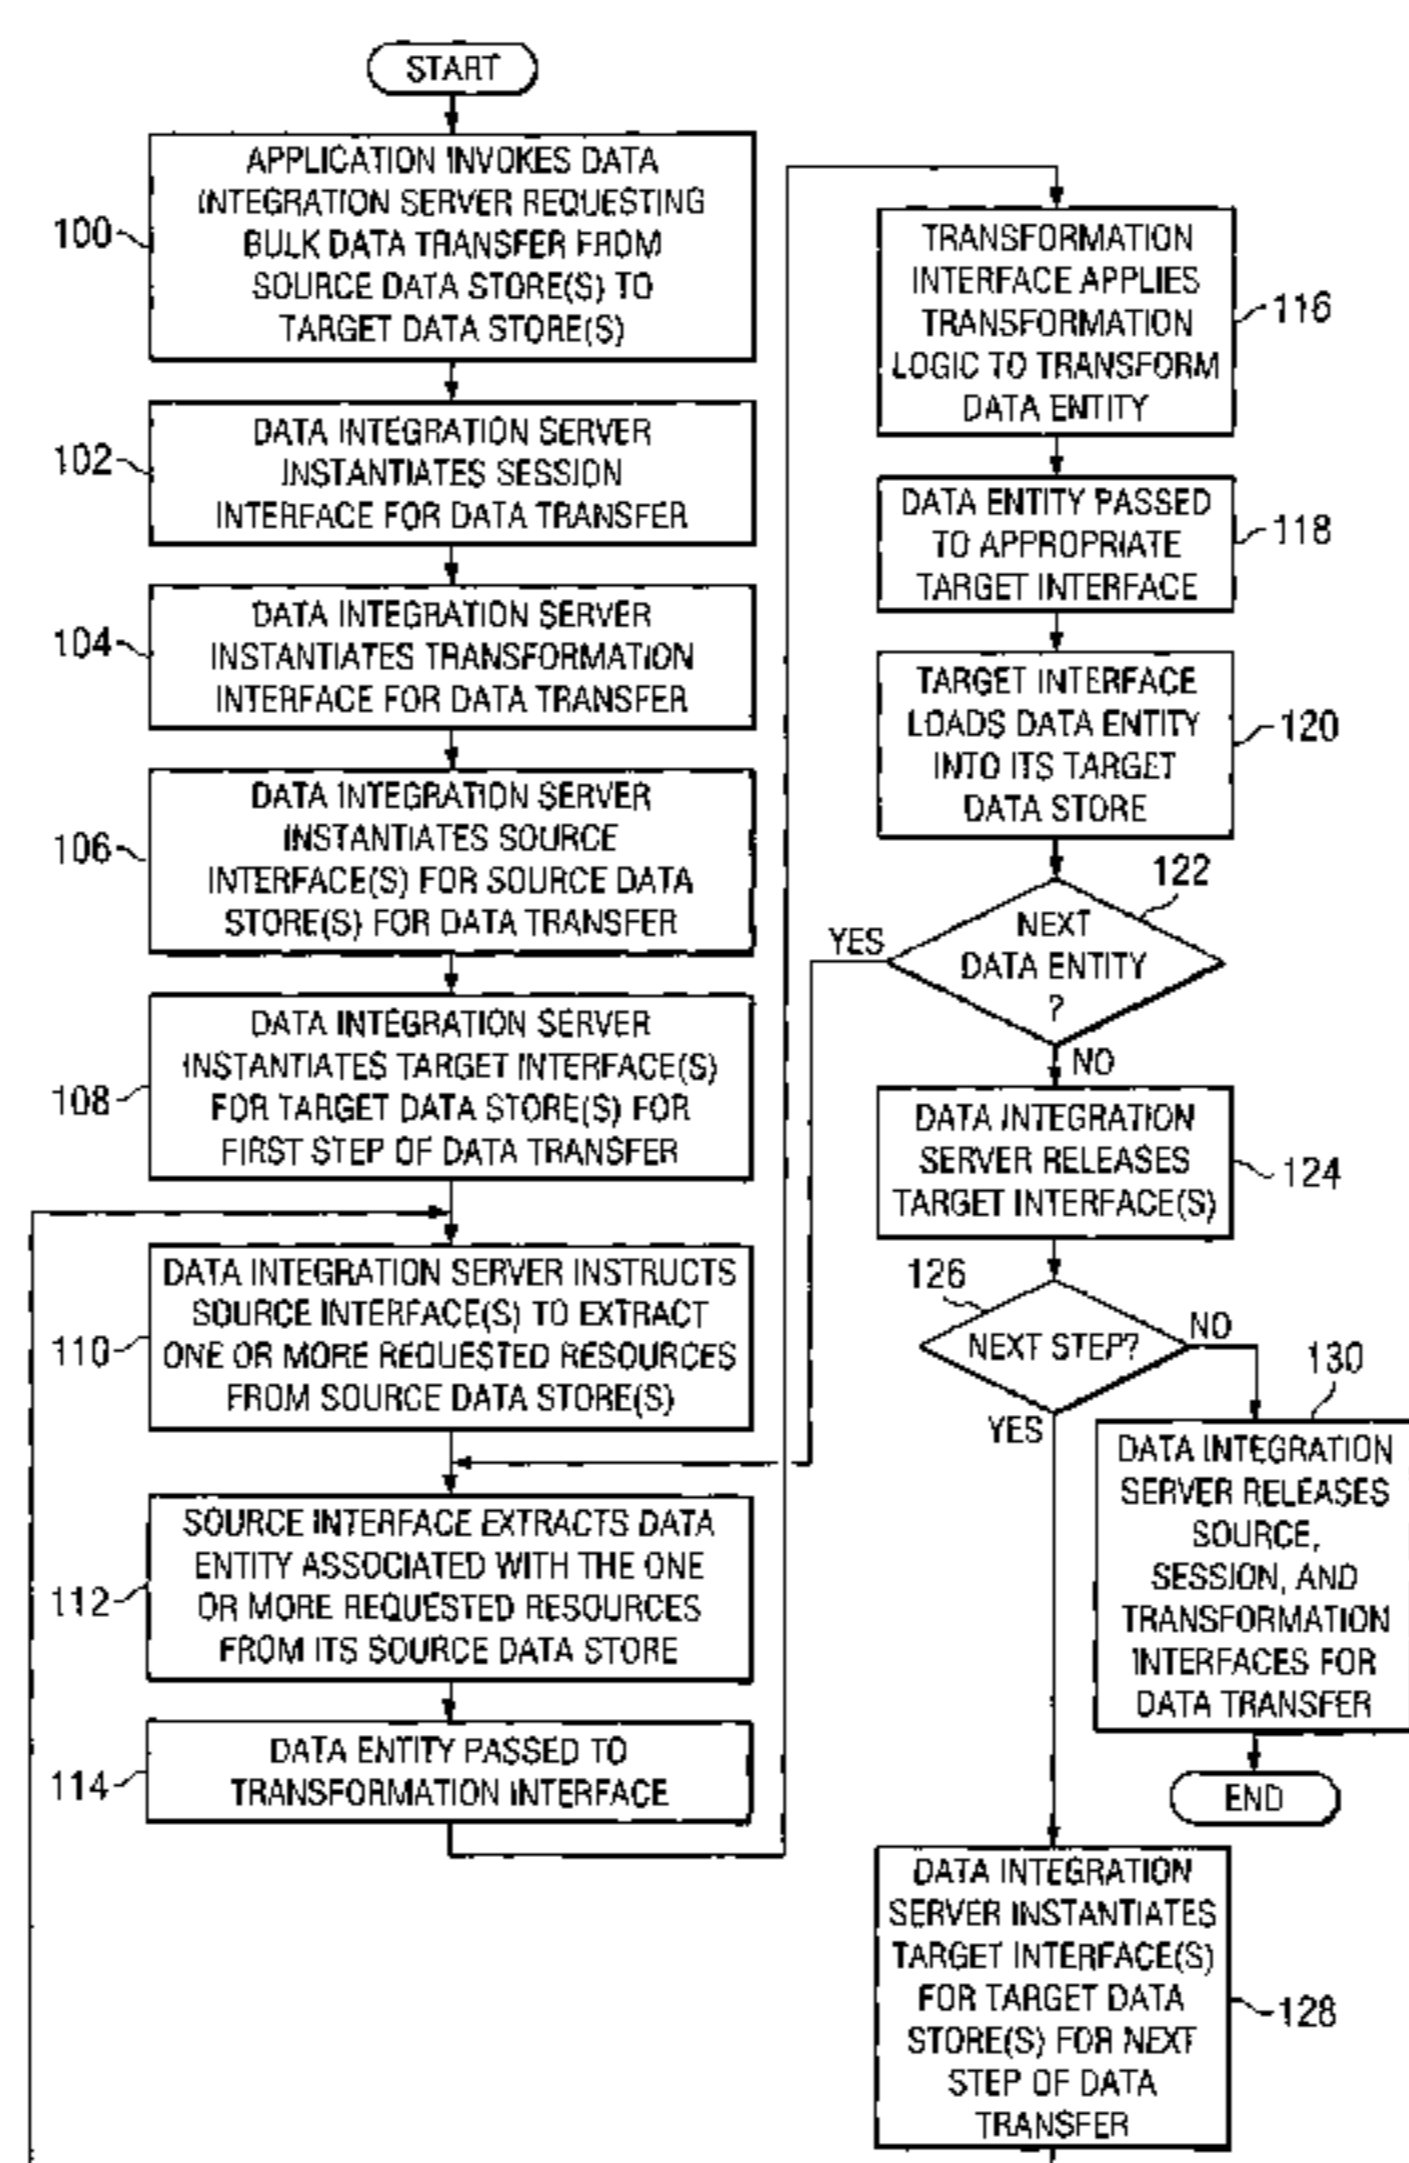 START
100
APPLICATION INVOKES DATA
INTEGRATION SERVER REQUESTING
BULK DATA TRANSFER FROM
SOURCE DATA STORE(S) TO
TARGET DATA STORE(S)
102
DATA INTEGRATION SERVER
INSTANTIATES SESSION
INTERFACE FOR DATA TRANSFER
104
DATA INTEGRATION SERVER
INSTANTIATES TRANSFORMATION
INTERFACE FOR DATA TRANSFER
106
DATA INTEGRATION SERVER
INSTANTIATES SOURCE
INTERFACE(S) FOR SOURCE DATA
STORE(S) FOR DATA TRANSFER
108
DATA INTEGRATION SERVER
INSTANTIATES TARGET INTERFACE(S)
FOR TARGET DATA STORE(S) FOR
FIRST STEP OF DATA TRANSFER
110
DATA INTEGRATION SERVER INSTRUCTS
SOURCE INTERFACE(S) TO EXTRACT
ONE OR MORE REQUESTED RESOURCES
FROM SOURCE DATA STORE(S)
112
SOURCE INTERFACE EXTRACTS DATA
ENTITY ASSOCIATED WITH THE ONE
OR MORE REQUESTED RESOURCES
FROM ITS SOURCE DATA STORE
114
DATA ENTITY PASSED TO
TRANSFORMATION INTERFACE
TRANSFORMATION
INTERFACE APPLIES
TRANSFORMATION
LOGIC TO TRANSFORM
DATA ENTITY
116
DATA ENTITY PASSED
TO APPROPRIATE
TARGET INTERFACE
118
TARGET INTERFACE
LOADS DATA ENTITY
INTO ITS TARGET
DATA STORE
120
122
YES
NEXT
DATA ENTITY
?
NO
DATA INTEGRATION
SERVER RELEASES
TARGET INTERFACE(S)
124
126
NEXT STEP?
NO
YES
130
DATA INTEGRATION
SERVER RELEASES
SOURCE,
SESSION, AND
TRANSFORMATION
INTERFACES FOR
DATA TRANSFER
END
DATA INTEGRATION
SERVER INSTANTIATES
TARGET INTERFACE(S)
FOR TARGET DATA
STORE(S) FOR NEXT
STEP OF DATA
TRANSFER
128